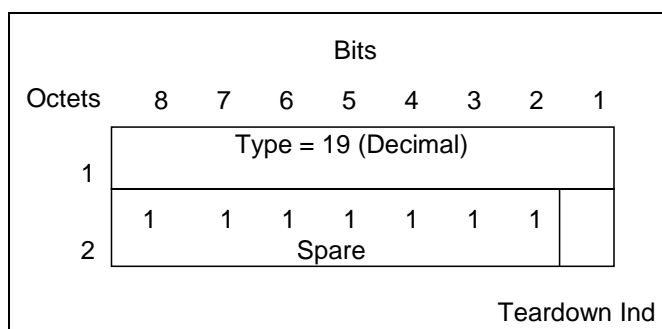 Bits
Octets 8 7 6 5 4 3 2 1
Type = 19 (Decimal)
1
1 1 1 1 1 1 1
2 Spare
Teardown Ind